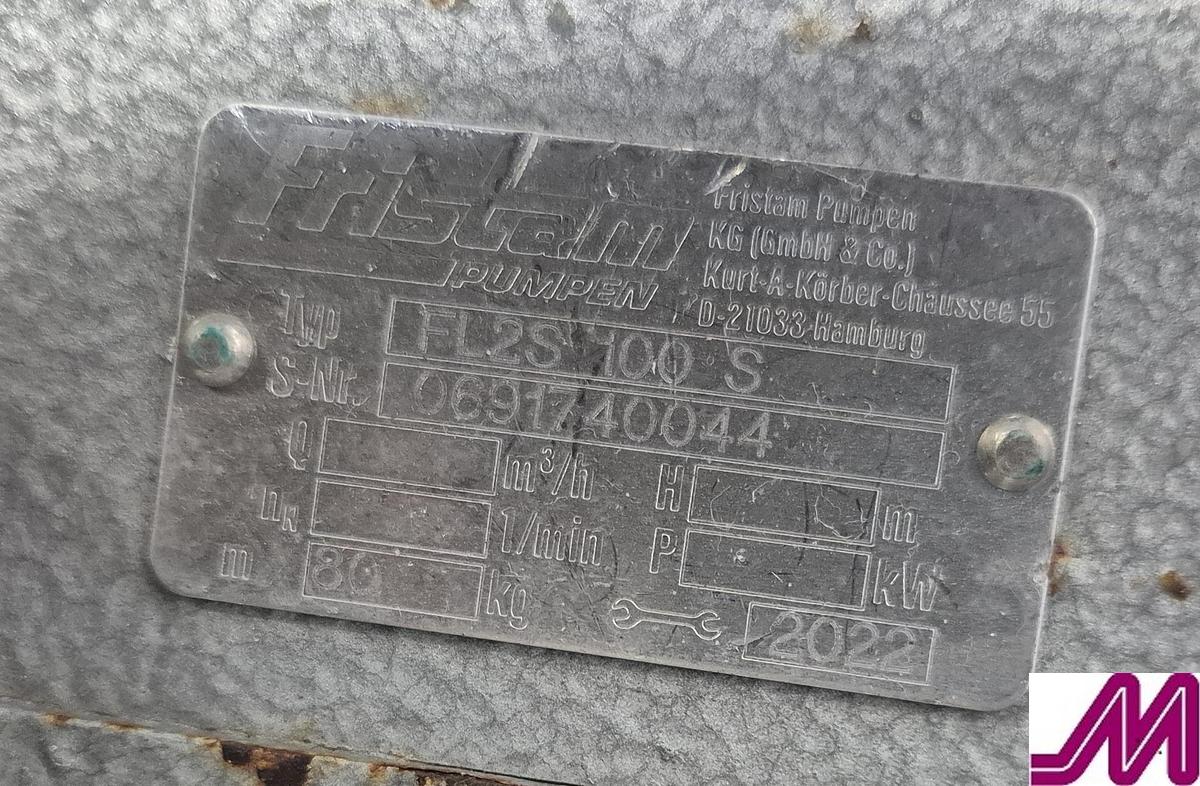 Fristam
PUMPEN
Fristam Pumpen
KG (GmbH & Co.)
Kurt-A-Körber-Chaussee 55
D-21033 Hamburg
Typ FL2S 100 S
S-Nr. 0691740044
Q m³/h H m
nN 1/min P kW
m 80 kg 2022
M